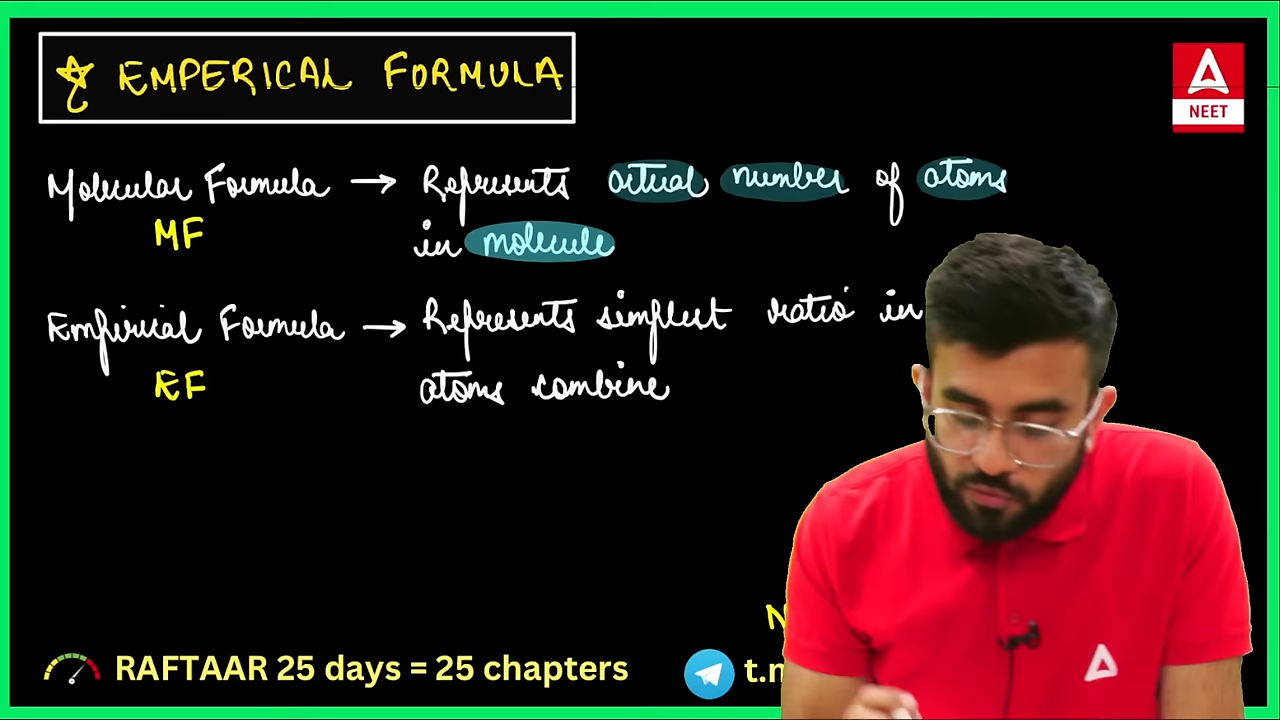 EMPERICAL FORMULA
NEET
Molecular Formula → Represents actual number of atoms
MF
in molecule
Empirical Formula → Represents simplest ratio in
EF
atoms combine
N
RAFTAAR 25 days = 25 chapters
t.m